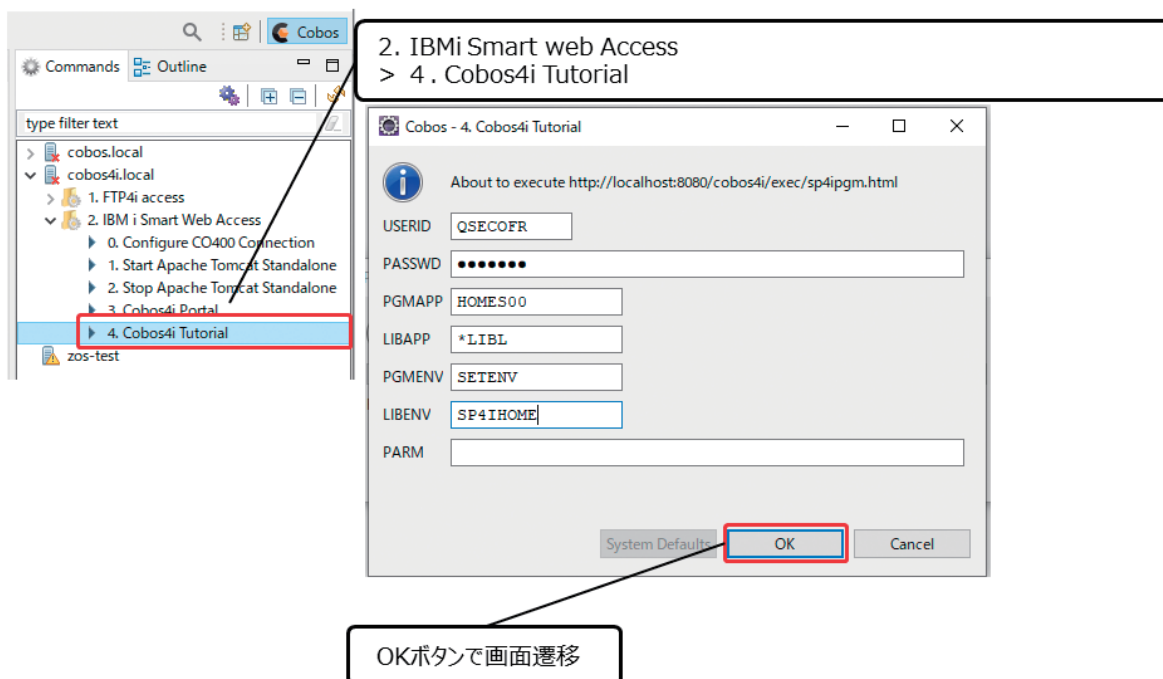 Cobos
Commands
Outline
type filter text
cobos.local
cobos4i.local
1. FTP4i access
2. IBM i Smart Web Access
0. Configure CO400 Connection
1. Start Apache Tomcat Standalone
2. Stop Apache Tomcat Standalone
3. Cobos4i Portal
4. Cobos4i Tutorial
zos-test
2. IBMi Smart web Access
> 4 . Cobos4i Tutorial
Cobos - 4. Cobos4i Tutorial
About to execute http://localhost:8080/cobos4i/exec/sp4ipgm.html
USERID QSECOFR
PASSWD ●●●●●●●
PGMAPP HOMES00
LIBAPP *LIBL
PGMENV SETENV
LIBENV SP4IHOME
PARM
System Defaults OK Cancel
OKボタンで画面遷移